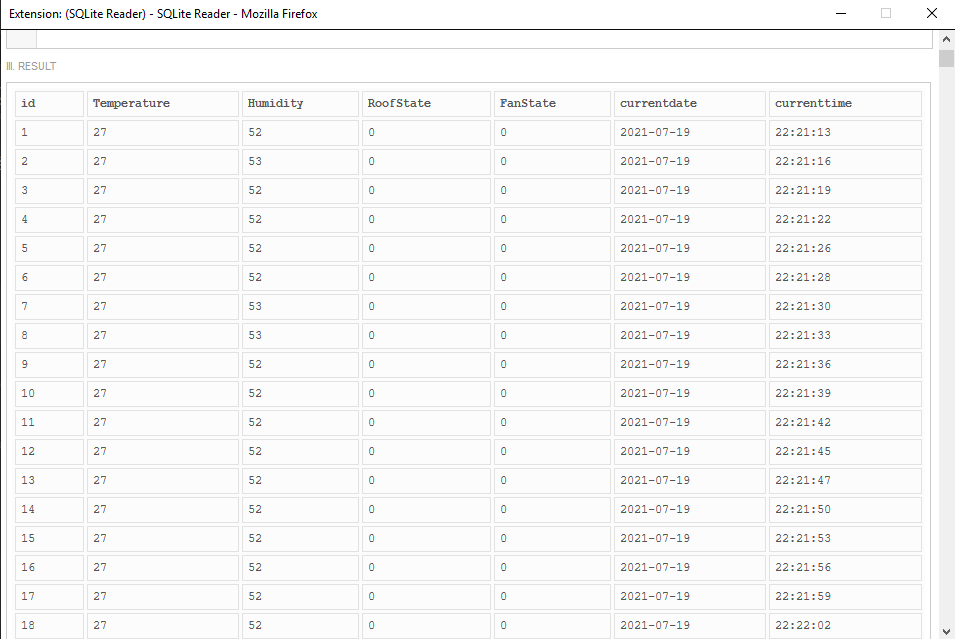 Extension: (SQLite Reader) - SQLite Reader - Mozilla Firefox
III. RESULT
id Temperature Humidity RoofState FanState currentdate currenttime
1 27 52 0 0 2021-07-19 22:21:13
2 27 53 0 0 2021-07-19 22:21:16
3 27 52 0 0 2021-07-19 22:21:19
4 27 52 0 0 2021-07-19 22:21:22
5 27 52 0 0 2021-07-19 22:21:26
6 27 52 0 0 2021-07-19 22:21:28
7 27 53 0 0 2021-07-19 22:21:30
8 27 53 0 0 2021-07-19 22:21:33
9 27 52 0 0 2021-07-19 22:21:36
10 27 52 0 0 2021-07-19 22:21:39
11 27 52 0 0 2021-07-19 22:21:42
12 27 52 0 0 2021-07-19 22:21:45
13 27 52 0 0 2021-07-19 22:21:47
14 27 52 0 0 2021-07-19 22:21:50
15 27 52 0 0 2021-07-19 22:21:53
16 27 52 0 0 2021-07-19 22:21:56
17 27 52 0 0 2021-07-19 22:21:59
18 27 52 0 0 2021-07-19 22:22:02